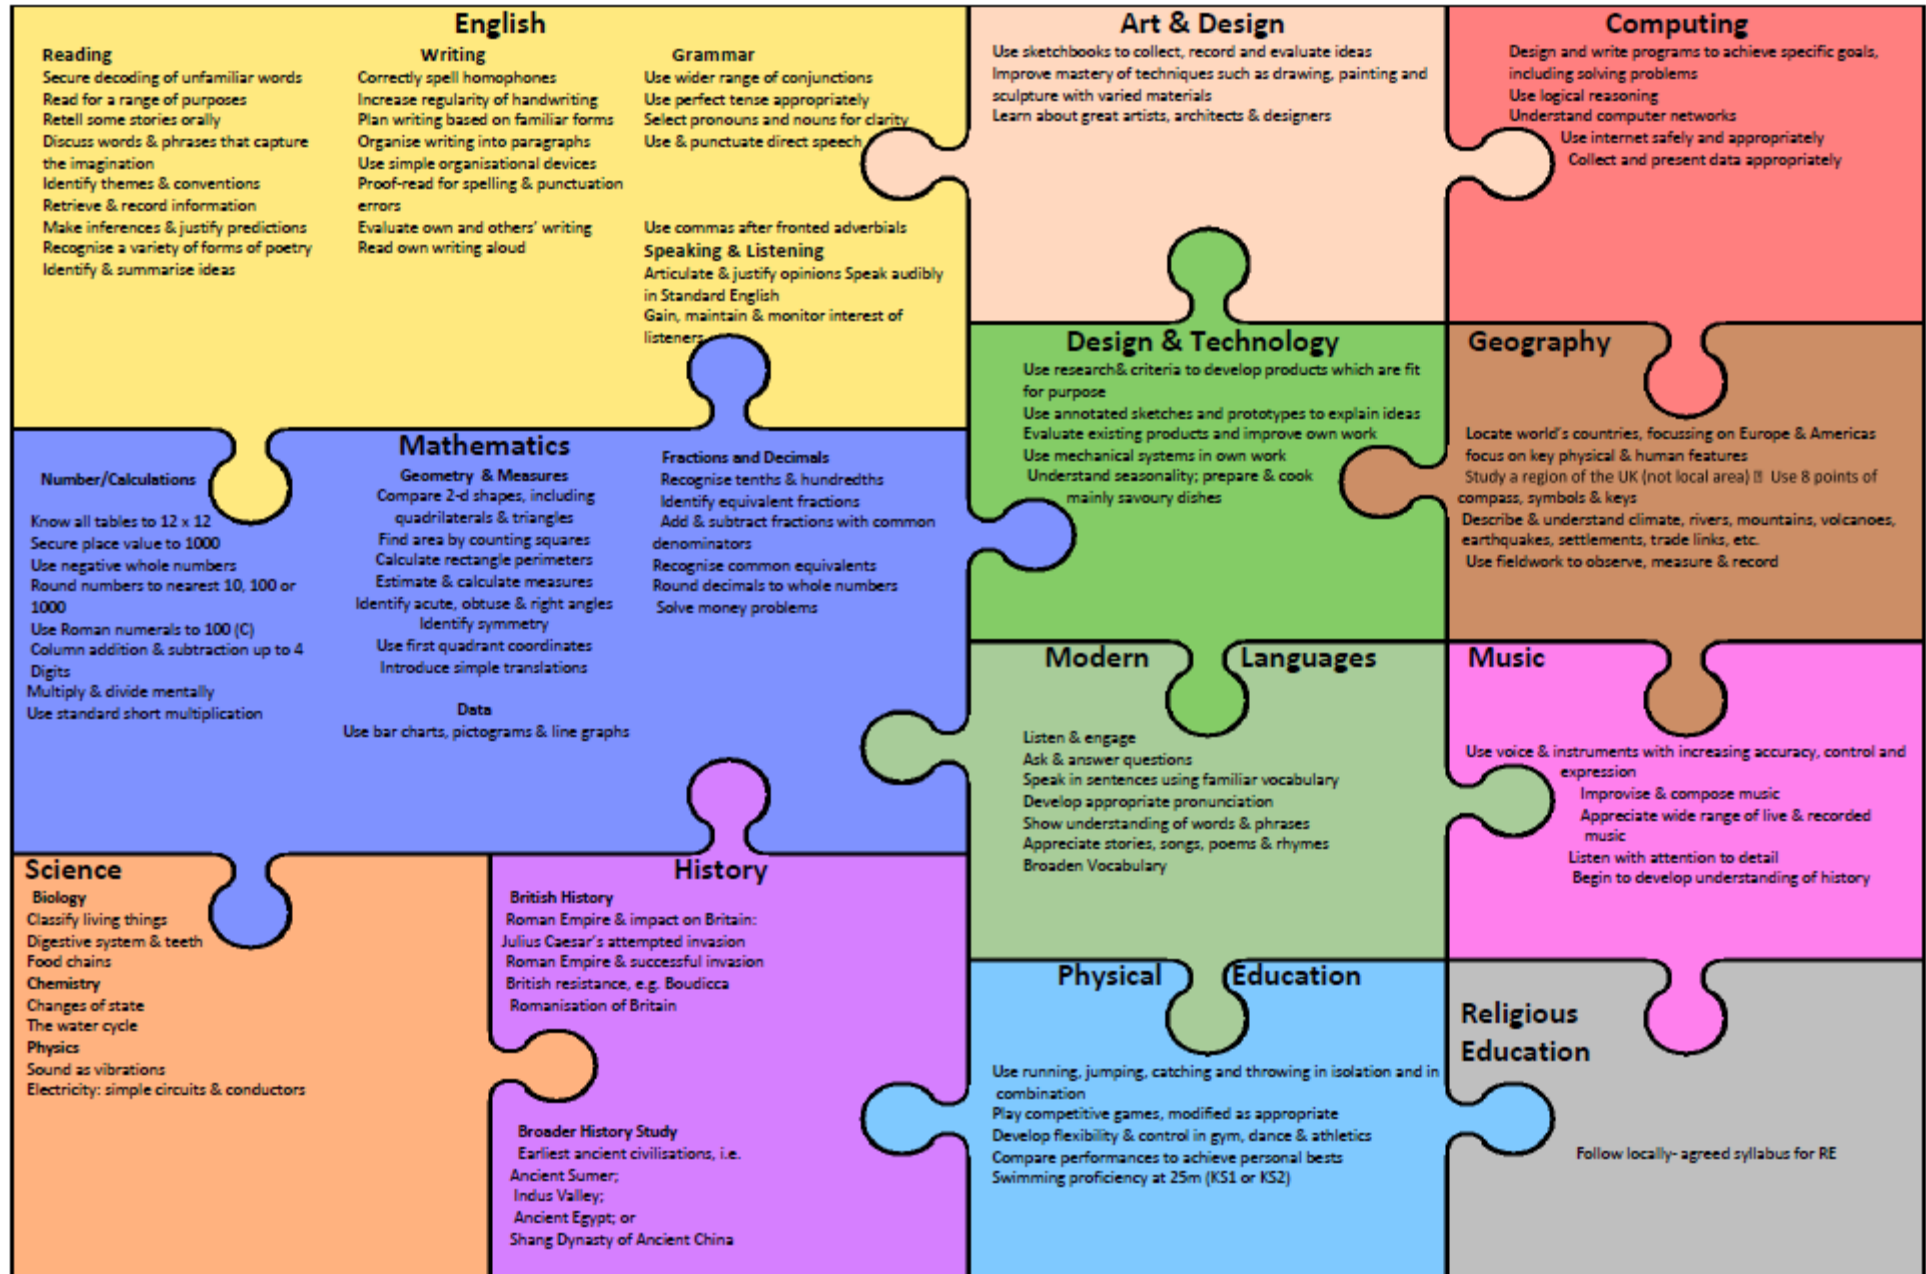 English
Reading
Secure decoding of unfamiliar words
Read for a range of purposes
Retell some stories orally
Discuss words & phrases that capture
the imagination
Identify themes & conventions
Retrieve & record information
Make inferences & justify predictions
Recognise a variety of forms of poetry
Identify & summarise ideas
Writing
Correctly spell homophones
Increase regularity of handwriting
Plan writing based on familiar forms
Organise writing into paragraphs
Use simple organisational devices
Proof-read for spelling & punctuation
errors
Evaluate own and others’ writing
Read own writing aloud
Grammar
Use wider range of conjunctions
Use perfect tense appropriately
Select pronouns and nouns for clarity
Use & punctuate direct speech
Use commas after fronted adverbials
Speaking & Listening
Articulate & justify opinions Speak audibly
in Standard English
Gain, maintain & monitor interest of
listeners
Art & Design
Use sketchbooks to collect, record and evaluate ideas
Improve mastery of techniques such as drawing, painting and
sculpture with varied materials
Learn about great artists, architects & designers
Computing
Design and write programs to achieve specific goals,
including solving problems
Use logical reasoning
Understand computer networks
Use internet safely and appropriately
Collect and present data appropriately
Mathematics
Number/Calculations
Know all tables to 12 x 12
Secure place value to 1000
Use negative whole numbers
Round numbers to nearest 10, 100 or
1000
Use Roman numerals to 100 (C)
Column addition & subtraction up to 4
Digits
Multiply & divide mentally
Use standard short multiplication
Geometry & Measures
Compare 2-d shapes, including
quadrilaterals & triangles
Find area by counting squares
Calculate rectangle perimeters
Estimate & calculate measures
Identify acute, obtuse & right angles
Identify symmetry
Use first quadrant coordinates
Introduce simple translations
Data
Use bar charts, pictograms & line graphs
Fractions and Decimals
Recognise tenths & hundredths
Identify equivalent fractions
Add & subtract fractions with common
denominators
Recognise common equivalents
Round decimals to whole numbers
Solve money problems
Design & Technology
Use research& criteria to develop products which are fit
for purpose
Use annotated sketches and prototypes to explain ideas
Evaluate existing products and improve own work
Use mechanical systems in own work
Understand seasonality; prepare & cook
mainly savoury dishes
Geography
Locate world’s countries, focussing on Europe & Americas
focus on key physical & human features
Study a region of the UK (not local area) Use 8 points of
compass, symbols & keys
Describe & understand climate, rivers, mountains, volcanoes,
earthquakes, settlements, trade links, etc.
Use fieldwork to observe, measure & record
Modern Languages
Listen & engage
Ask & answer questions
Speak in sentences using familiar vocabulary
Develop appropriate pronunciation
Show understanding of words & phrases
Appreciate stories, songs, poems & rhymes
Broaden Vocabulary
Music
Use voice & instruments with increasing accuracy, control and
expression
Improvise & compose music
Appreciate wide range of live & recorded
music
Listen with attention to detail
Begin to develop understanding of history
Science
Biology
Classify living things
Digestive system & teeth
Food chains
Chemistry
Changes of state
The water cycle
Physics
Sound as vibrations
Electricity: simple circuits & conductors
History
British History
Roman Empire & impact on Britain:
Julius Caesar’s attempted invasion
Roman Empire & successful invasion
British resistance, e.g. Boudicca
Romanisation of Britain
Broader History Study
Earliest ancient civilisations, i.e.
Ancient Sumer;
Indus Valley;
Ancient Egypt; or
Shang Dynasty of Ancient China
Physical Education
Use running, jumping, catching and throwing in isolation and in
combination
Play competitive games, modified as appropriate
Develop flexibility & control in gym, dance & athletics
Compare performances to achieve personal bests
Swimming proficiency at 25m (KS1 or KS2)
Religious
Education
Follow locally- agreed syllabus for RE